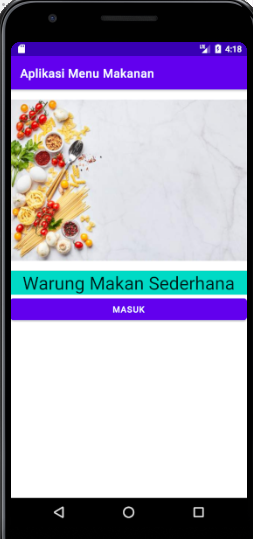 4:18
Aplikasi Menu Makanan
Warung Makan Sederhana
MASUK